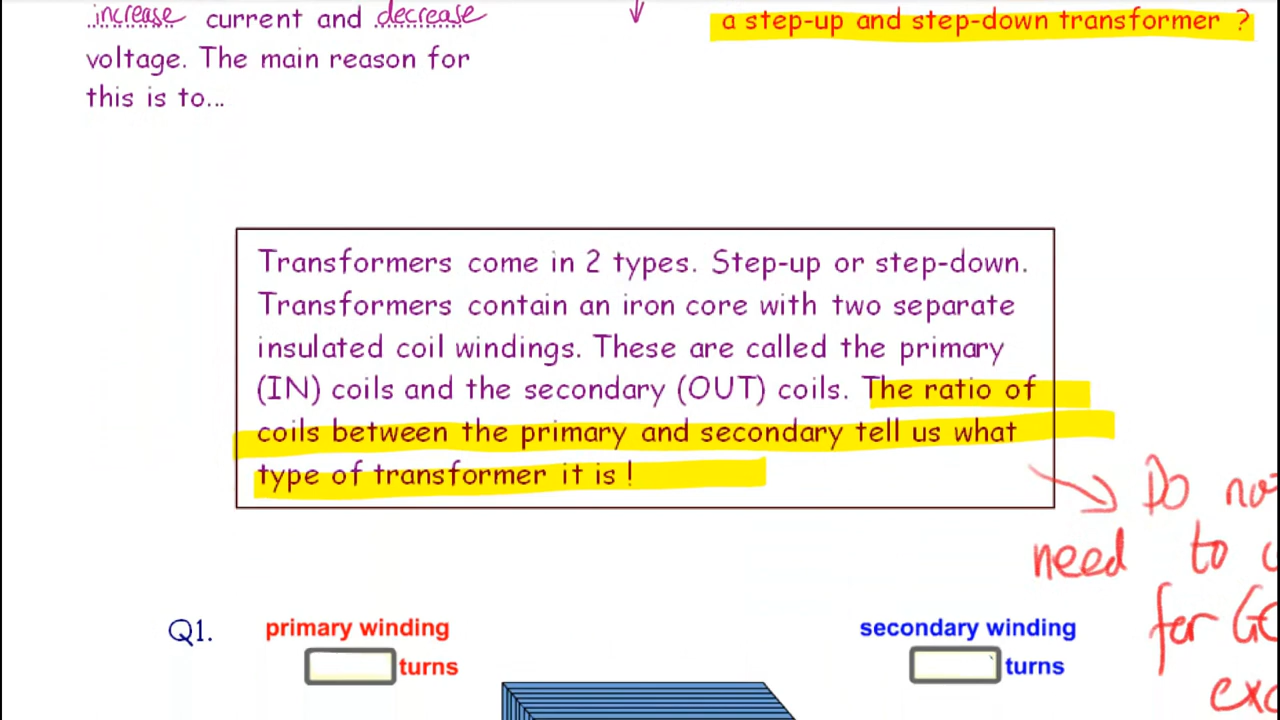 increase current and decrease
voltage. The main reason for
this is to...
a step-up and step-down transformer ?
Transformers come in 2 types. Step-up or step-down.
Transformers contain an iron core with two separate
insulated coil windings. These are called the primary
(IN) coils and the secondary (OUT) coils. The ratio of
coils between the primary and secondary tell us what
type of transformer it is !
Do
need to
for
Q1.
primary winding
turns
secondary winding
turns